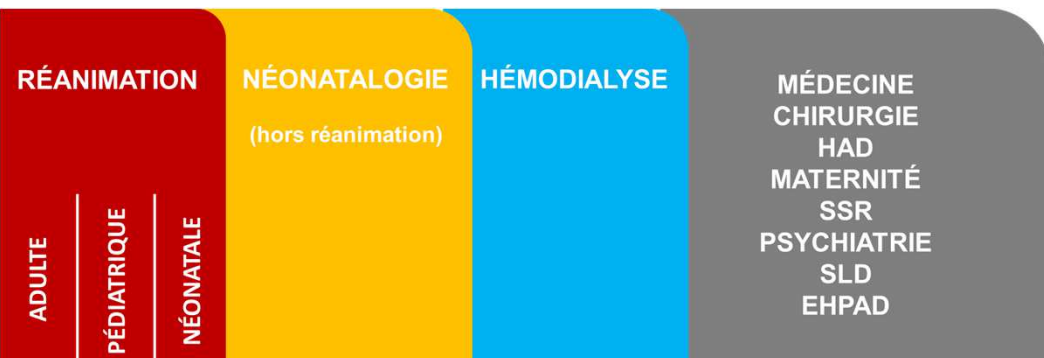 RÉANIMATION
ADULTE
PÉDIATRIQUE
NÉONATALE
NÉONATALOGIE
(hors réanimation)
HÉMODIALYSE
MÉDECINE
CHIRURGIE
HAD
MATERNITÉ
SSR
PSYCHIATRIE
SLD
EHPAD